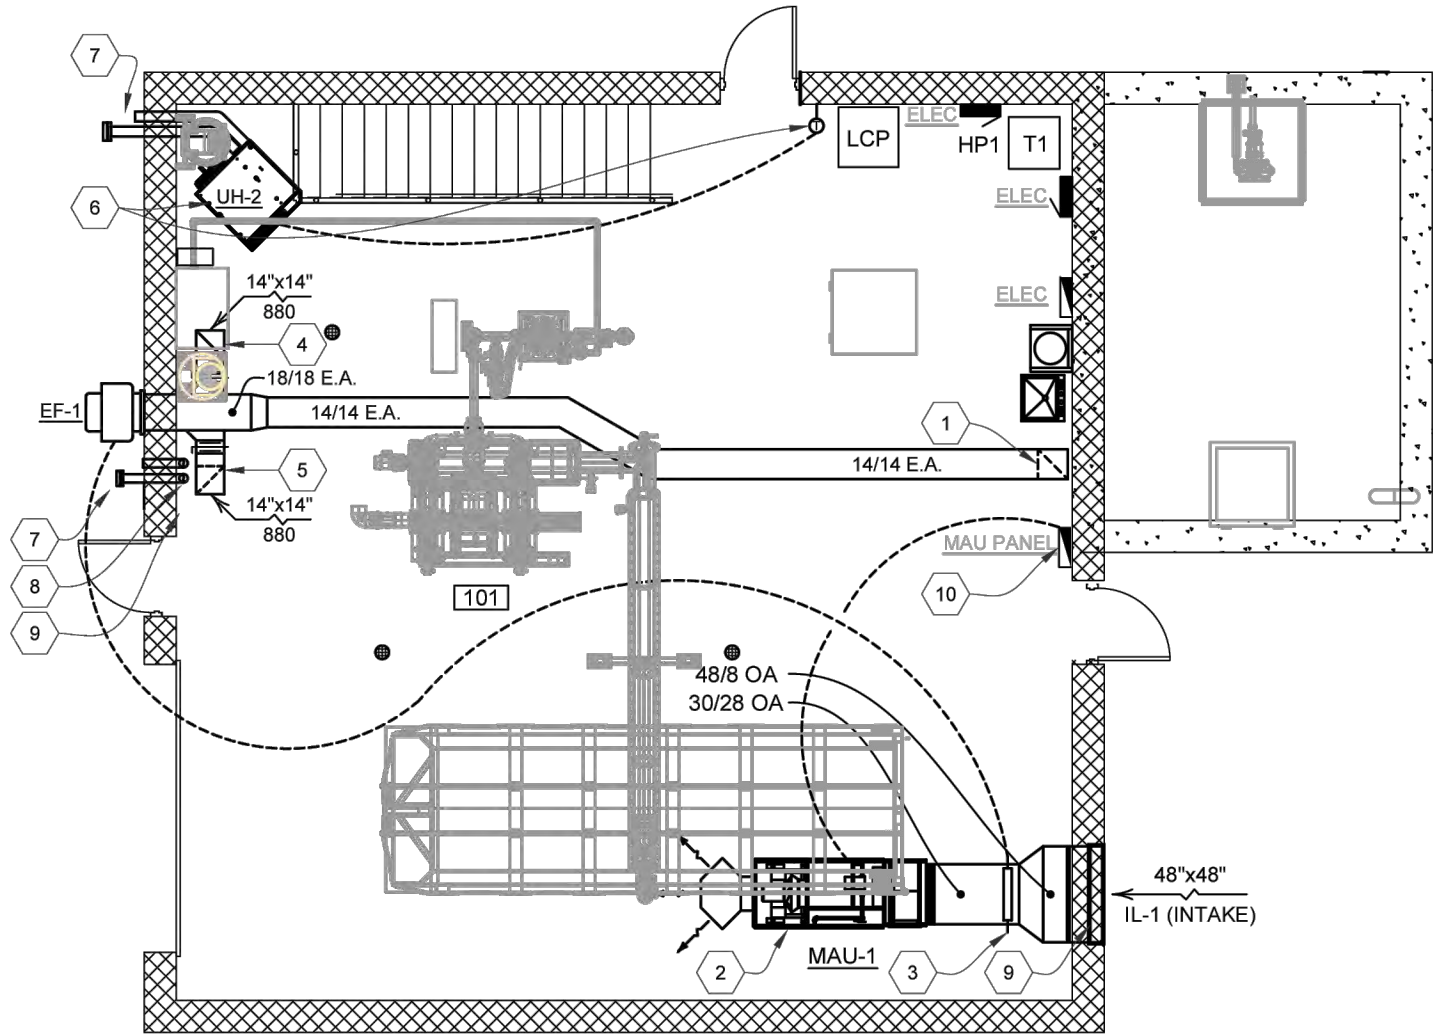 7
T
LCP
ELEC
HP1
T1
6
UH-2
ELEC
14"x14"
880
ELEC
4
18/18 E.A.
EF-1
14/14 E.A.
1
14/14 E.A.
5
14"x14"
880
7
MAU PANEL
8
10
101
9
48/8 OA
30/28 OA
48"x48"
IL-1 (INTAKE)
MAU-1
2
3
9